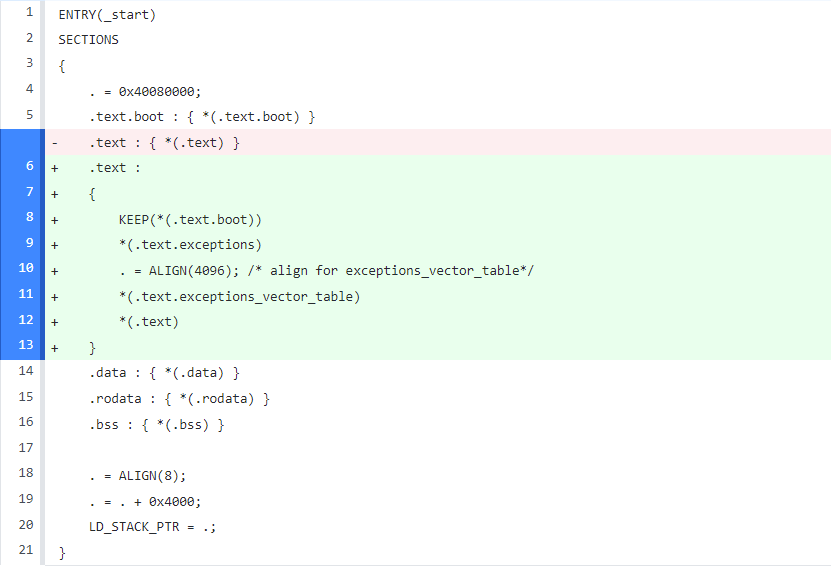 1 ENTRY(_start)
2 SECTIONS
3 {
4 . = 0x40080000;
5 .text.boot : { *(.text.boot) }
- .text : { *(.text) }
6 + .text :
7 + {
8 + KEEP(*(.text.boot))
9 + *(.text.exceptions)
10 + . = ALIGN(4096); /* align for exceptions_vector_table*/
11 + *(.text.exceptions_vector_table)
12 + *(.text)
13 + }
14 .data : { *(.data) }
15 .rodata : { *(.rodata) }
16 .bss : { *(.bss) }
17
18 . = ALIGN(8);
19 . = . + 0x4000;
20 LD_STACK_PTR = .;
21 }